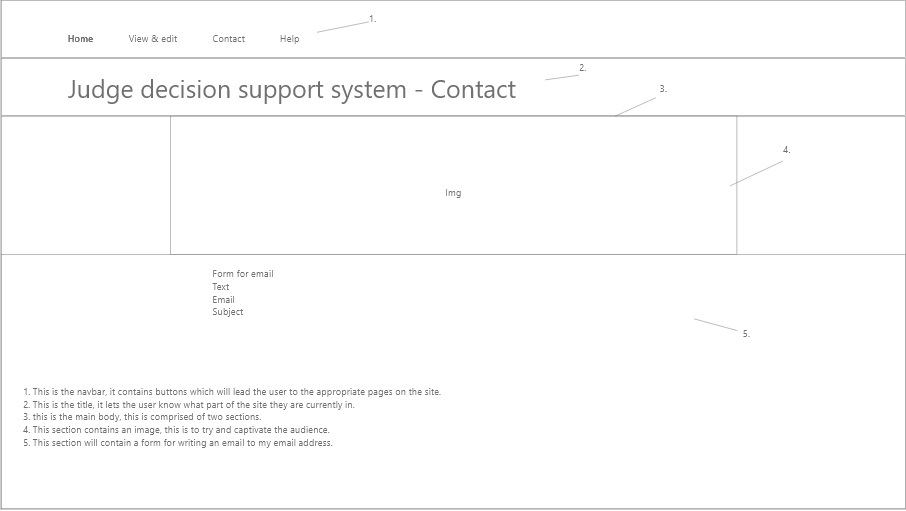 1.
Home View & edit Contact Help
2.
Judge decision support system - Contact
3.
4.
Img
Form for email
Text
Email
Subject
5.
1. This is the navbar, it contains buttons which will lead the user to the appropriate pages on the site.
2. This is the title, it lets the user know what part of the site they are currently in.
3. this is the main body, this is comprised of two sections.
4. This section contains an image, this is to try and captivate the audience.
5. This section will contain a form for writing an email to my email address.